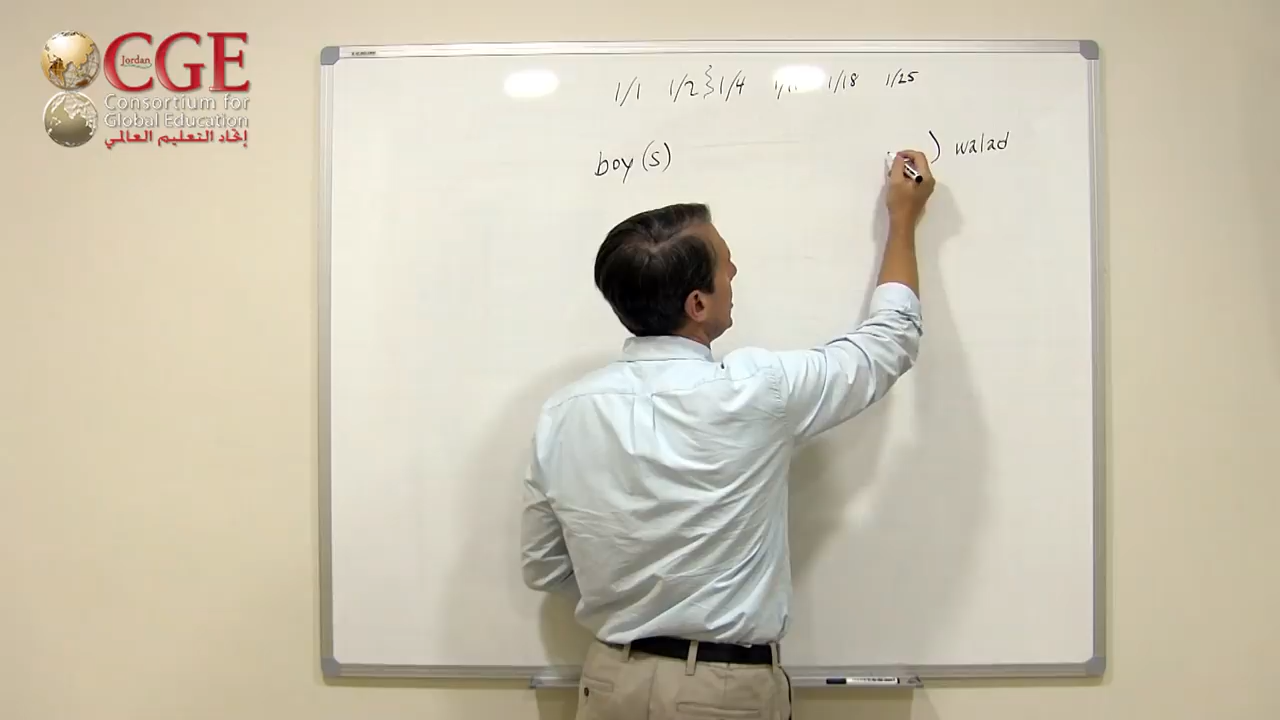 Jordan
CGE
Consortium for
Global Education
إتحاد التعليم العالمي
1/1 1/2 1/4 1/18 1/25
boy(s) ) walad